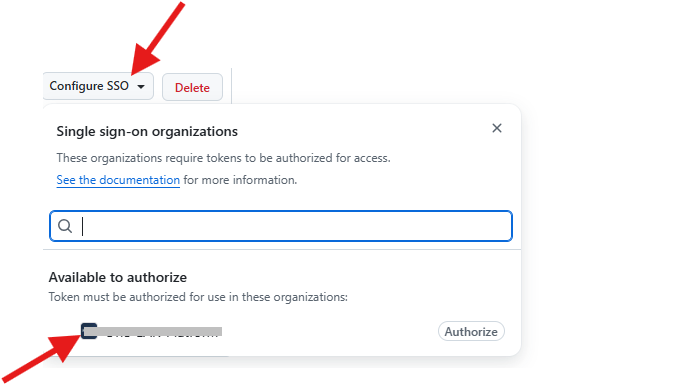 Configure SSO
Delete
Single sign-on organizations
These organizations require tokens to be authorized for access.
See the documentation for more information.
Available to authorize
Token must be authorized for use in these organizations:
Authorize